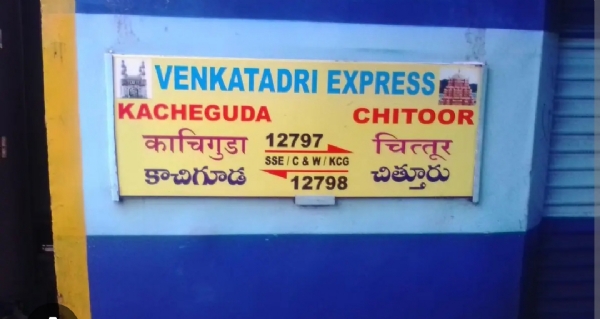 VENKATADRI EXPRESS
KACHEGUDA CHITOOR
काचिगुडा 12797 चित्तूर
SSE / C & W / KCG
కాచిగూడ 12798 చిత్తూరు